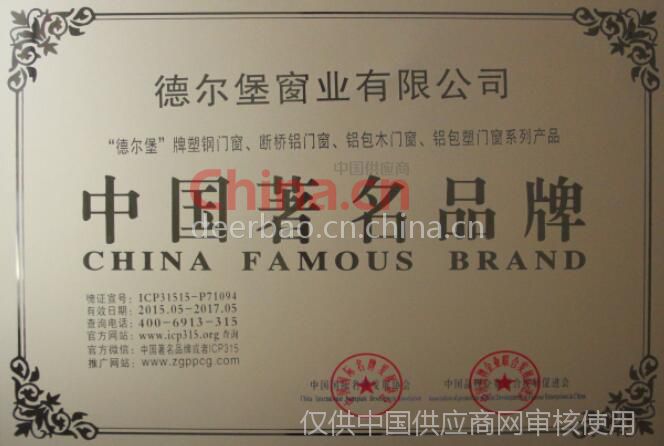 德尔堡窗业有限公司
“德尔堡”牌塑钢门窗、断桥铝门窗、铝包木门窗、铝包塑门窗系列产品
中国供应商
China.cn
中国著名品牌
deerbao.cn.china.cn
CHINA FAMOUS BRAND
榜证宣号：ICP31515-P71094
有效日期：2015.05-2017.05
查询电话：400-6913-315
官方网站：www.icp315.org 查询
官方微信：中国著名品牌或者ICP315
推广网站：www.zgppcg.com
仅供中国供应商网审核使用